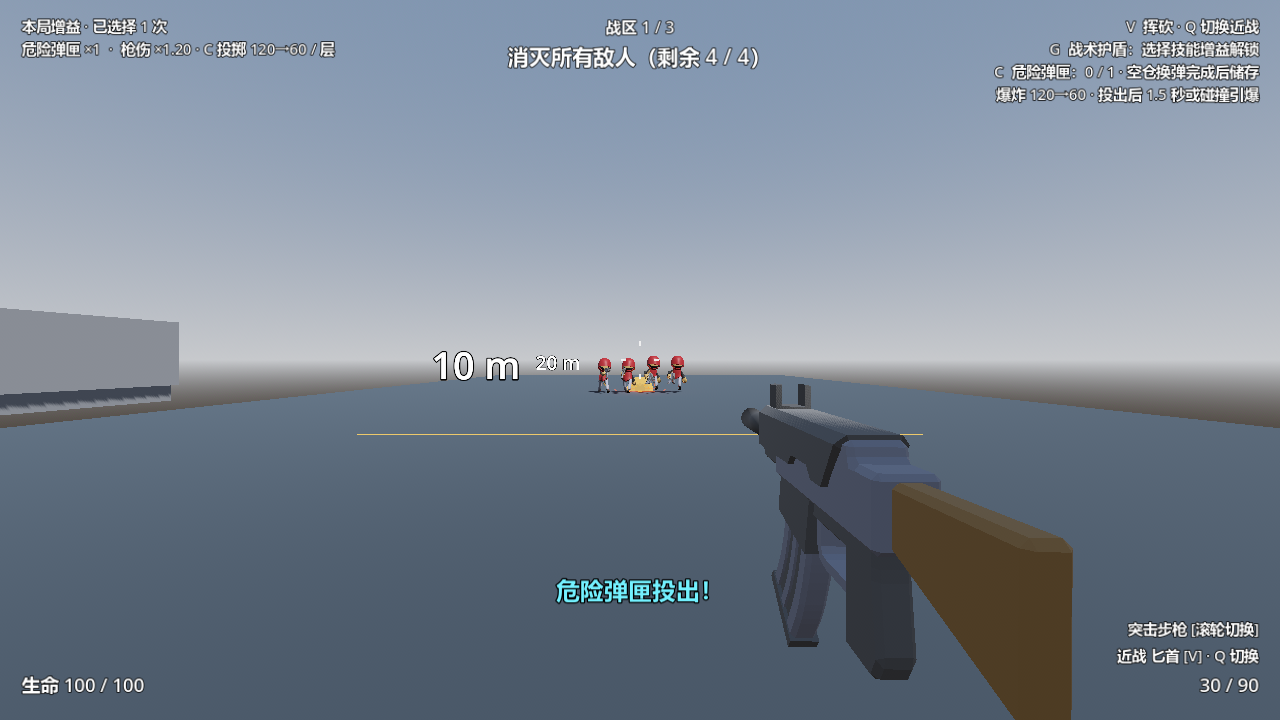 本局增益 · 已选择 1 次
危险弹匣 ×1 · 枪伤 ×1.20 · C 投掷 120→60 / 层
战区 1 / 3
消灭所有敌人（剩余 4 / 4）
V 挥砍 · Q 切换近战
G 战术护盾：选择技能增益解锁
C 危险弹匣：0 / 1 · 空仓换弹完成后储存
爆炸 120→60 · 投出后 1.5 秒或碰撞引爆
10 m
20 m
危险弹匣投出！
突击步枪 [滚轮切换]
近战 匕首 [V] · Q 切换
生命 100 / 100
30 / 90